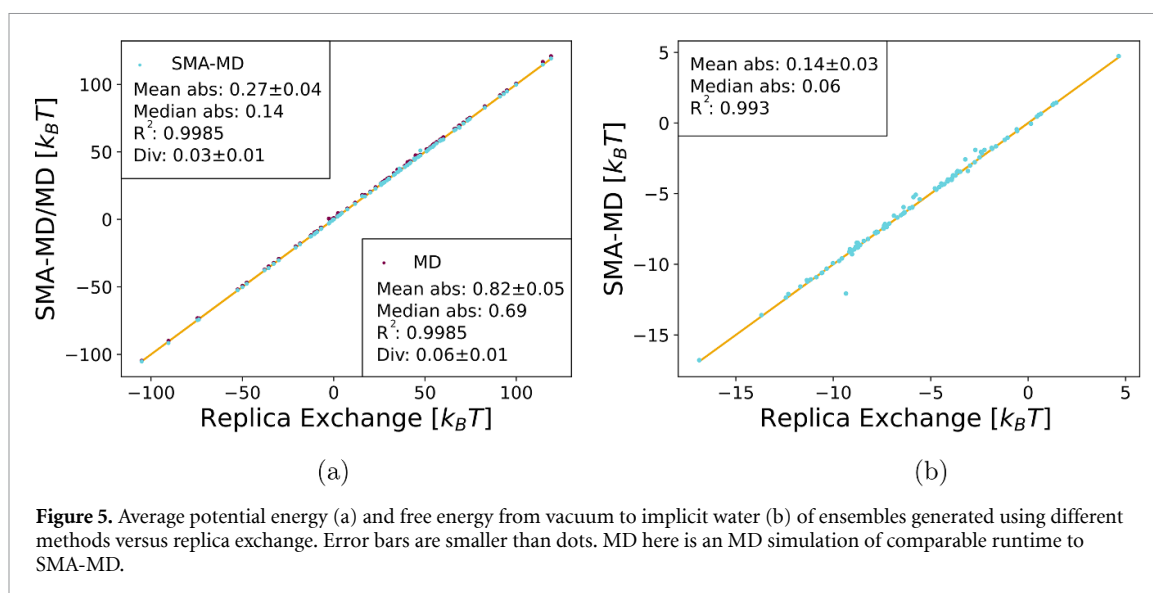 SMA-MD/MD [k_BT]
100
50
0
−50
−100
SMA-MD
Mean abs: 0.27±0.04
Median abs: 0.14
R²: 0.9985
Div: 0.03±0.01
MD
Mean abs: 0.82±0.05
Median abs: 0.69
R²: 0.9985
Div: 0.06±0.01
−100 −50 0 50 100
Replica Exchange [k_BT]
(a)
SMA-MD [k_BT]
5
0
−5
−10
−15
Mean abs: 0.14±0.03
Median abs: 0.06
R²: 0.993
−15 −10 −5 0 5
Replica Exchange [k_BT]
(b)
Figure 5. Average potential energy (a) and free energy from vacuum to implicit water (b) of ensembles generated using different
methods versus replica exchange. Error bars are smaller than dots. MD here is an MD simulation of comparable runtime to
SMA-MD.